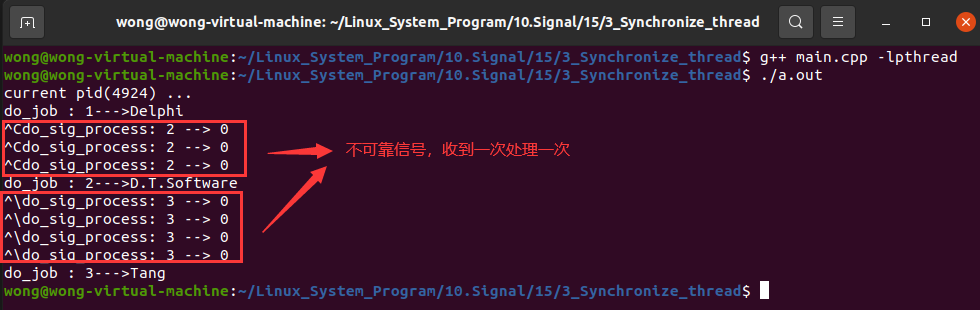 wong@wong-virtual-machine: ~/Linux_System_Program/10.Signal/15/3_Synchronize_thread
wong@wong-virtual-machine:~/Linux_System_Program/10.Signal/15/3_Synchronize_thread$ g++ main.cpp -lpthread
wong@wong-virtual-machine:~/Linux_System_Program/10.Signal/15/3_Synchronize_thread$ ./a.out
current pid(4924) ...
do_job : 1--->Delphi
^Cdo_sig_process: 2 --> 0
^Cdo_sig_process: 2 --> 0
不可靠信号，收到一次处理一次
^Cdo_sig_process: 2 --> 0
do_job : 2--->D.T.Software
^\do_sig_process: 3 --> 0
^\do_sig_process: 3 --> 0
^\do_sig_process: 3 --> 0
^\do_sig_process: 3 --> 0
do_job : 3--->Tang
wong@wong-virtual-machine:~/Linux_System_Program/10.Signal/15/3_Synchronize_thread$